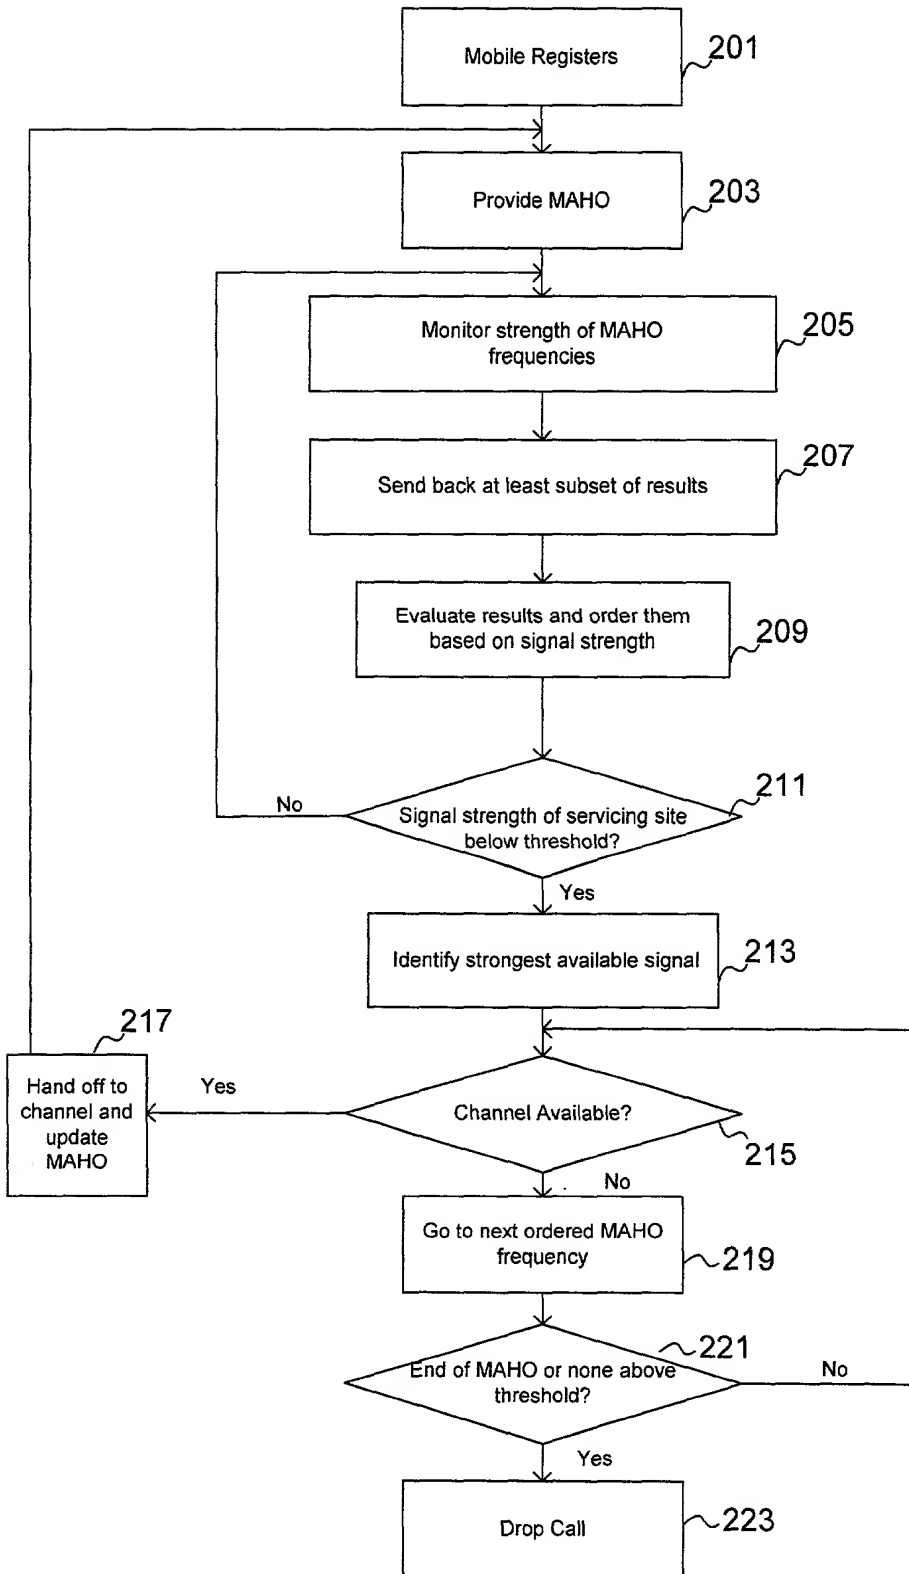 Mobile Registers
201
Provide MAHO
203
Monitor strength of MAHO
frequencies
205
Send back at least subset of results
207
Evaluate results and order them
based on signal strength
209
No
Signal strength of servicing site
below threshold?
211
Yes
Identify strongest available signal
213
217
Hand off to
channel and
update
MAHO
Yes
Channel Available?
215
No
Go to next ordered MAHO
frequency
219
221
End of MAHO or none above
threshold?
No
Yes
Drop Call
223